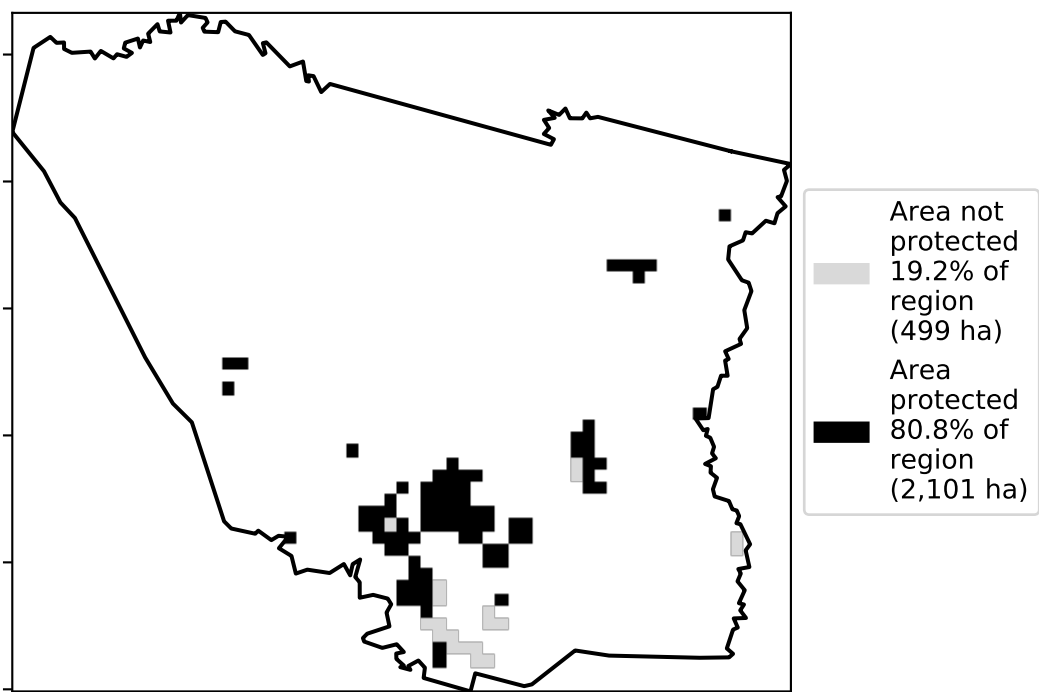 Area not
protected
19.2% of
region
(499 ha)
Area
protected
80.8% of
region
(2,101 ha)